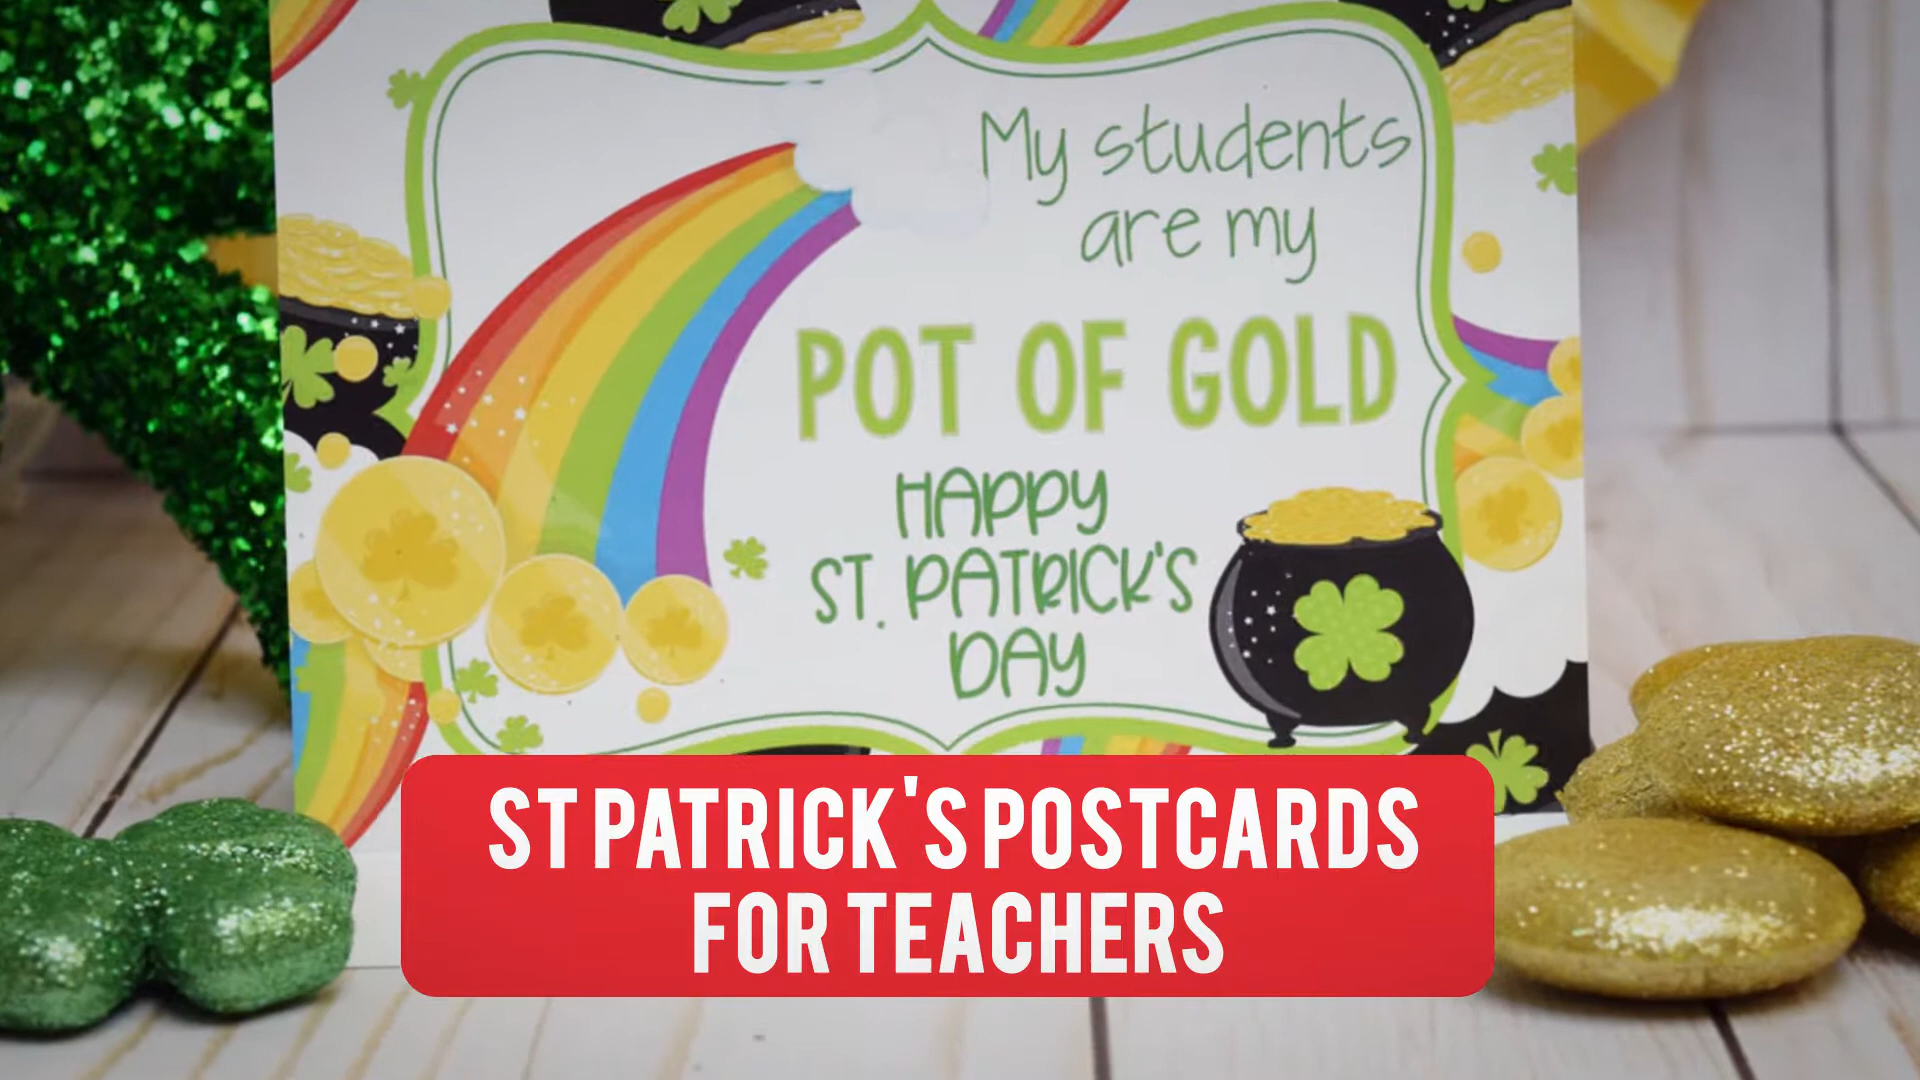 My students
are my
POT OF GOLD
HAPPY
ST. PATRICK'S
DAY
ST PATRICK'S POSTCARDS
FOR TEACHERS